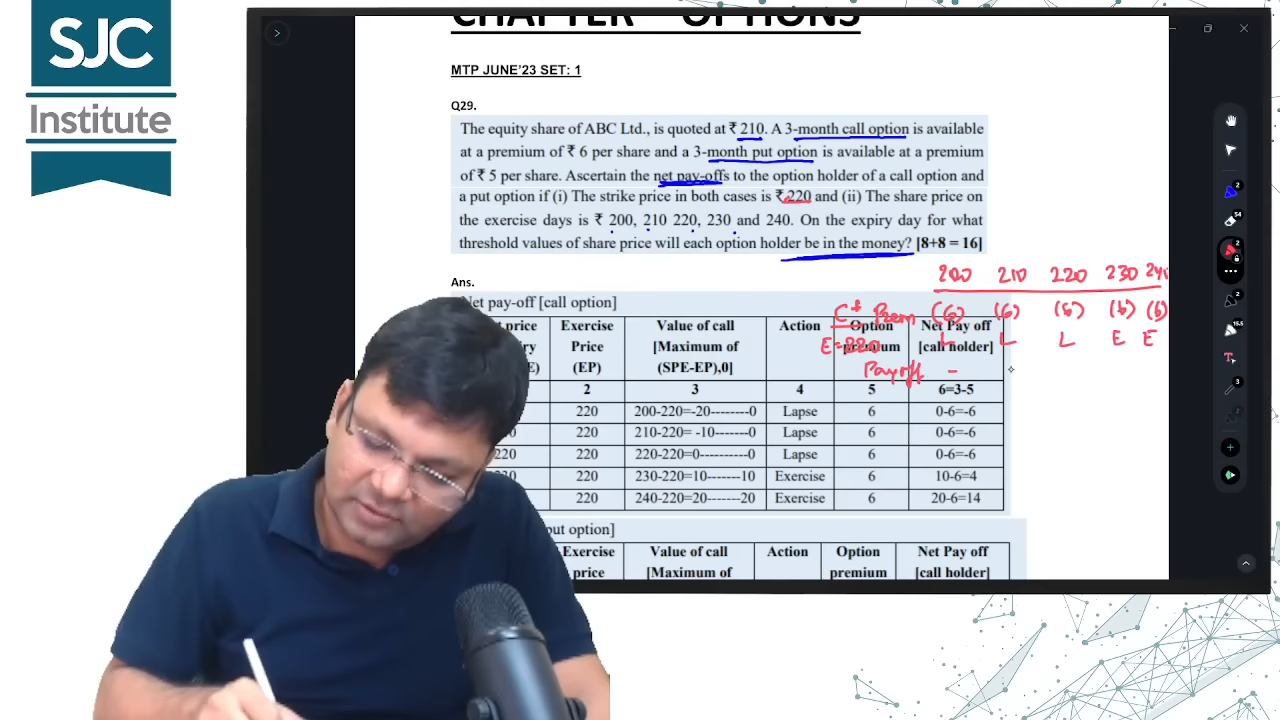 SJC
Institute
CHAPTER – OPTIONS
MTP JUNE'23 SET: 1
Q29.
The equity share of ABC Ltd., is quoted at ₹ 210. A 3-month call option is available
at a premium of ₹ 6 per share and a 3-month put option is available at a premium
of ₹ 5 per share. Ascertain the net pay-offs to the option holder of a call option and
a put option if (i) The strike price in both cases is ₹ 220 and (ii) The share price on
the exercise days is ₹ 200, 210 220, 230 and 240. On the expiry day for what
threshold values of share price will each option holder be in the money? [8+8 = 16]
200 210 220 230 240
Ans.
Net pay-off [call option]
C+ Prem (6) (6) (6) (6) (6)
E=220 L L L E E
Payoff –
price Exercise Value of call Action Option Net Pay off
Price [Maximum of premium [call holder]
E) (EP) (SPE-EP),0]
2 3 4 5 6=3-5
220 200-220=-20--------0 Lapse 6 0-6=-6
220 210-220= -10-------0 Lapse 6 0-6=-6
220 220 220-220=0----------0 Lapse 6 0-6=-6
220 230-220=10-------10 Exercise 6 10-6=4
220 240-220=20-------20 Exercise 6 20-6=14
put option]
Exercise Value of call Action Option Net Pay off
price [Maximum of premium [call holder]